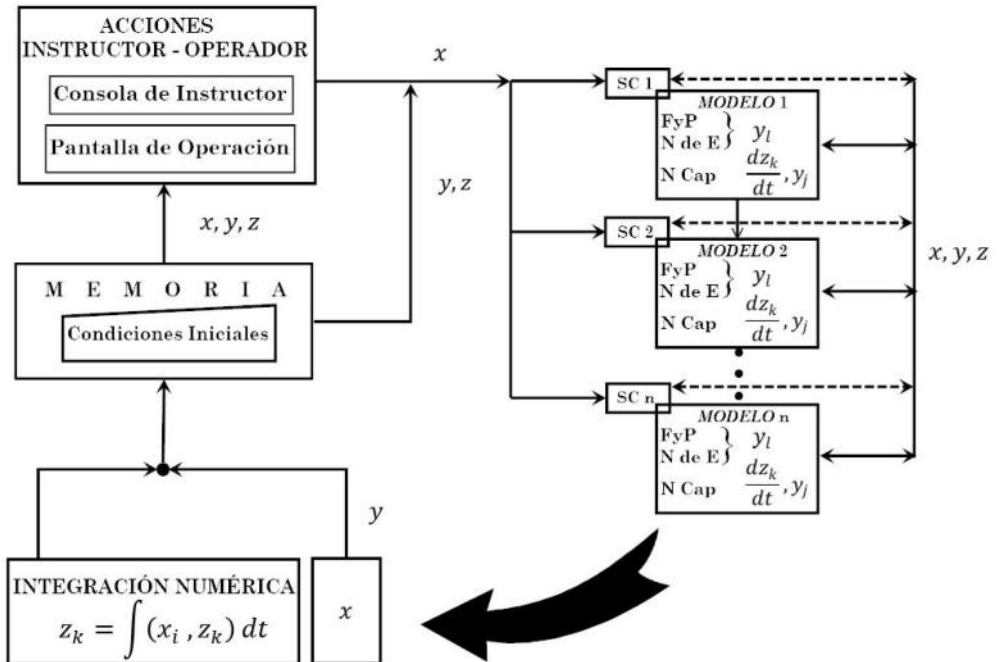 ACCIONES
INSTRUCTOR - OPERADOR
Consola de Instructor
Pantalla de Operación
x, y, z
M E M O R I A
Condiciones Iniciales
y
INTEGRACIÓN NUMÉRICA
z_k = ∫ (x_i , z_k) dt
x
x
y, z
SC 1
MODELO 1
FyP
N de E } y_l
N Cap dz_k/dt , y_j
SC 2
MODELO 2
FyP
N de E } y_l
N Cap dz_k/dt , y_j
SC n
MODELO n
FyP
N de E } y_l
N Cap dz_k/dt , y_j
x, y, z